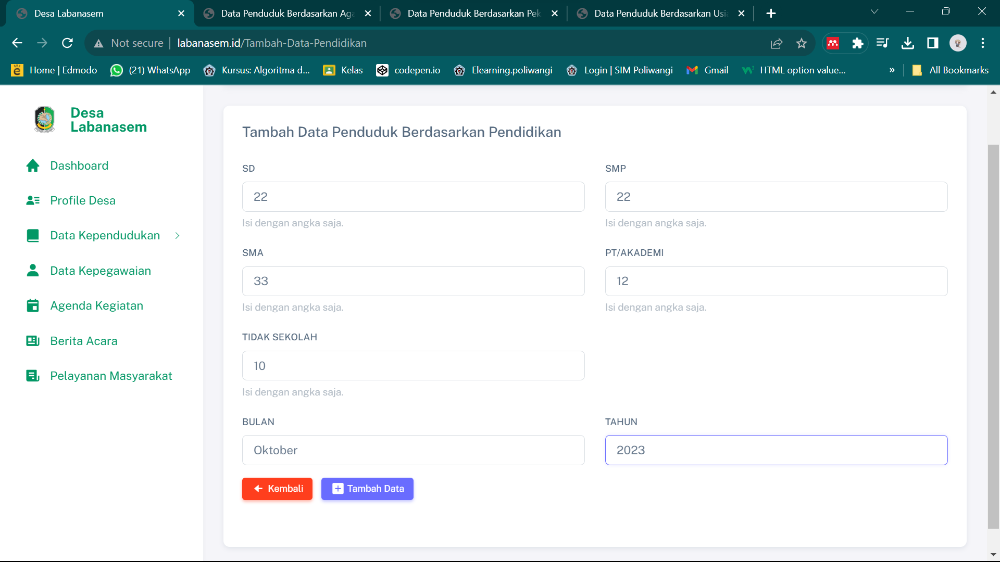 Desa Labanasem
Data Penduduk Berdasarkan Aga
Data Penduduk Berdasarkan Pek
Data Penduduk Berdasarkan Usi
Not secure
labanasem.id/Tambah-Data-Pendidikan
Home | Edmodo
(21) WhatsApp
Kursus: Algoritma d...
Kelas
codepen.io
Elearning.poliwangi
Login | SIM Poliwangi
Gmail
HTML option value...
»
All Bookmarks
Desa
Labanasem
Dashboard
Profile Desa
Data Kependudukan
Data Kepegawaian
Agenda Kegiatan
Berita Acara
Pelayanan Masyarakat
Tambah Data Penduduk Berdasarkan Pendidikan
SD
SMP
22
22
Isi dengan angka saja.
Isi dengan angka saja.
SMA
PT/AKADEMI
33
12
Isi dengan angka saja.
Isi dengan angka saja.
TIDAK SEKOLAH
10
Isi dengan angka saja.
BULAN
TAHUN
Oktober
2023
Kembali
Tambah Data